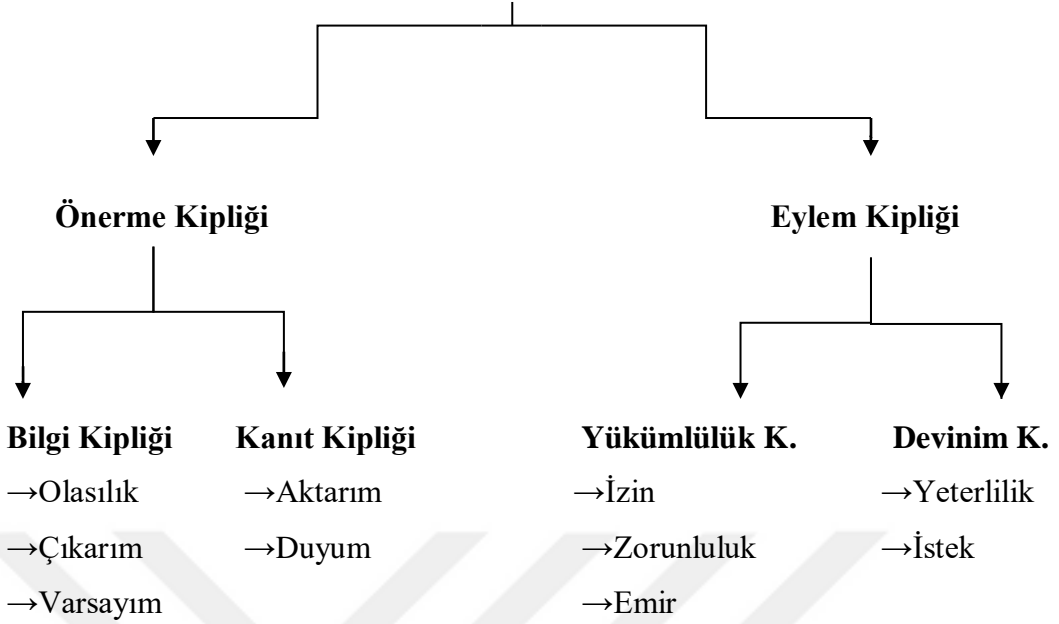 Önerme Kipliği Eylem Kipliği
Bilgi Kipliği Kanıt Kipliği Yükümlülük K. Devinim K.
→Olasılık →Aktarım →İzin →Yeterlilik
→Çıkarım →Duyum →Zorunluluk →İstek
→Varsayım →Emir